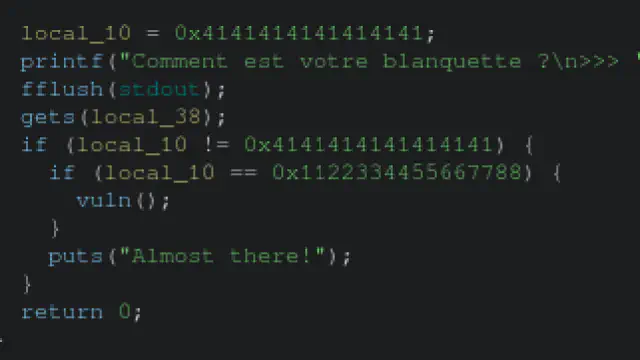 local_10 = 0x4141414141414141;
printf("Comment est votre blanquette ?\n>>> "
fflush(stdout);
gets(local_38);
if (local_10 != 0x4141414141414141) {
if (local_10 == 0x1122334455667788) {
vuln();
}
puts("Almost there!");
}
return 0;